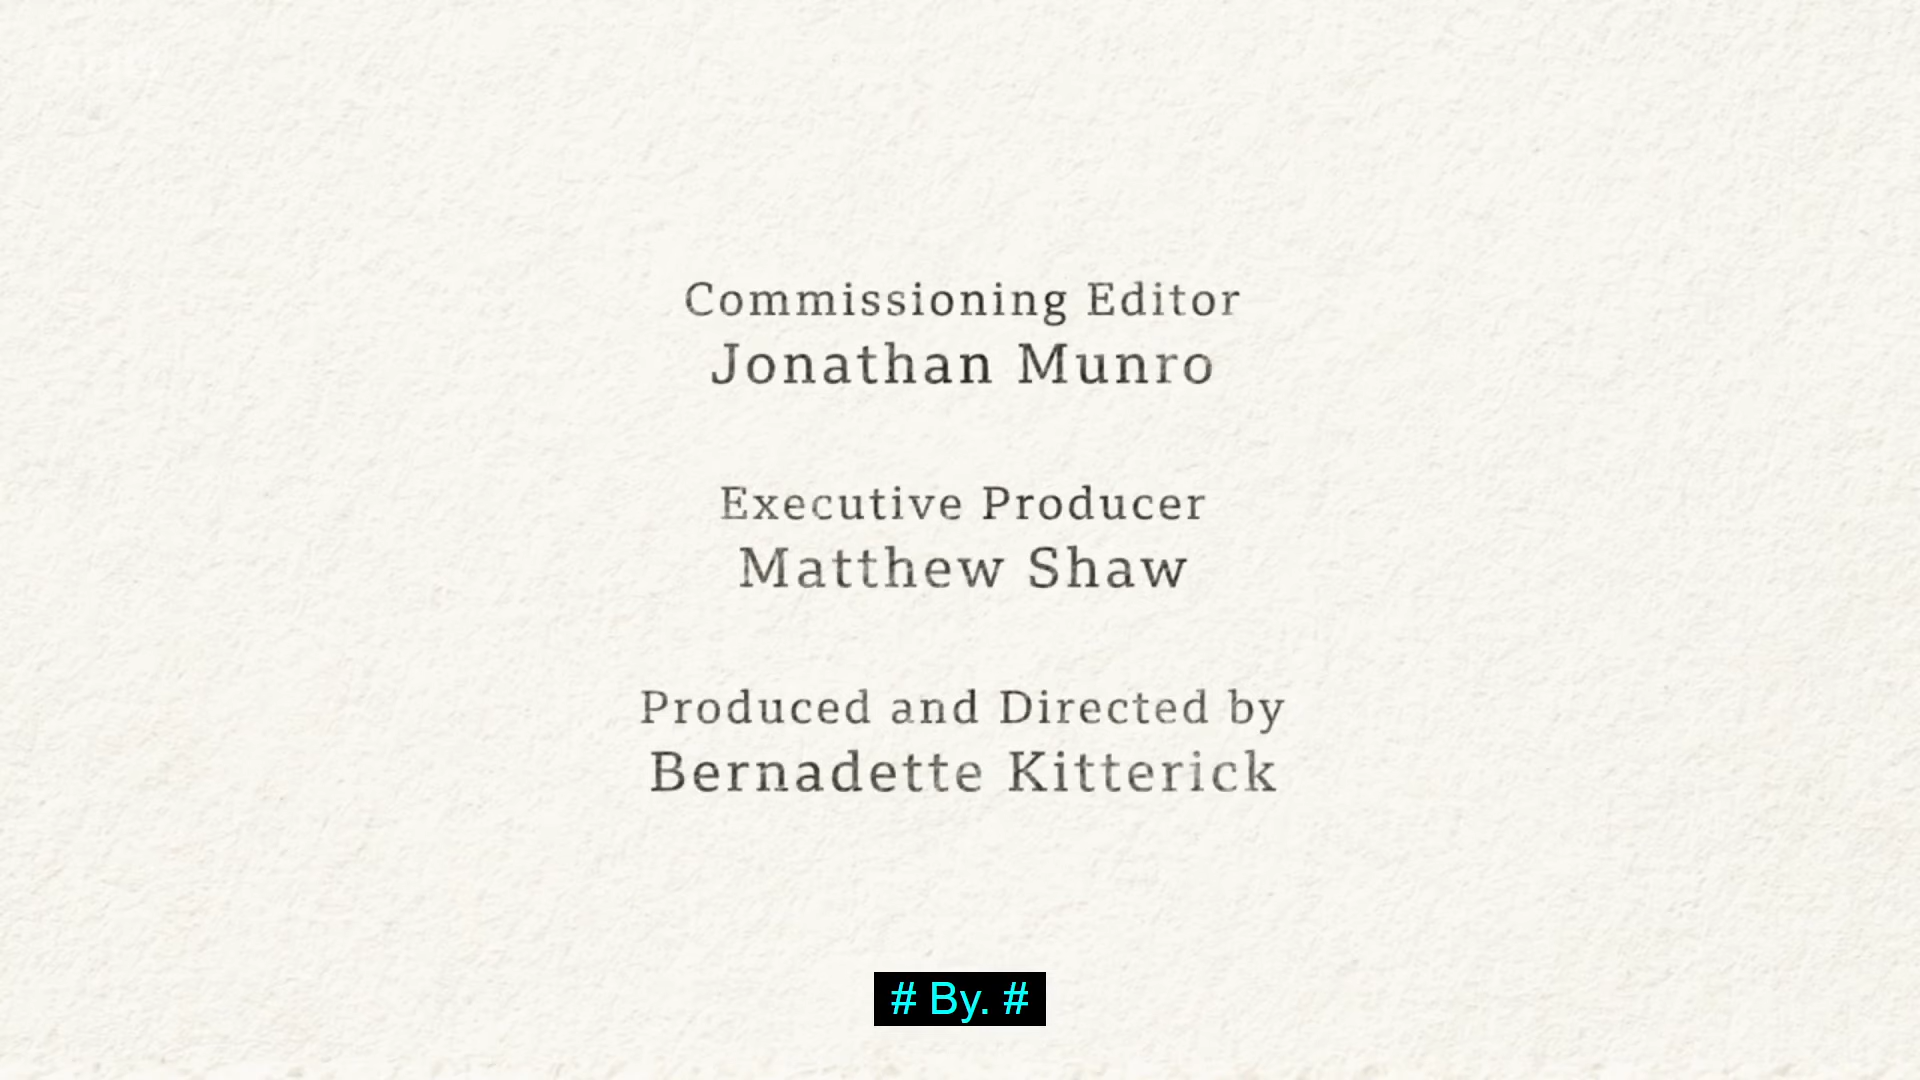 Commissioning Editor
Jonathan Munro
Executive Producer
Matthew Shaw
Produced and Directed by
Bernadette Kitterick
# By. #